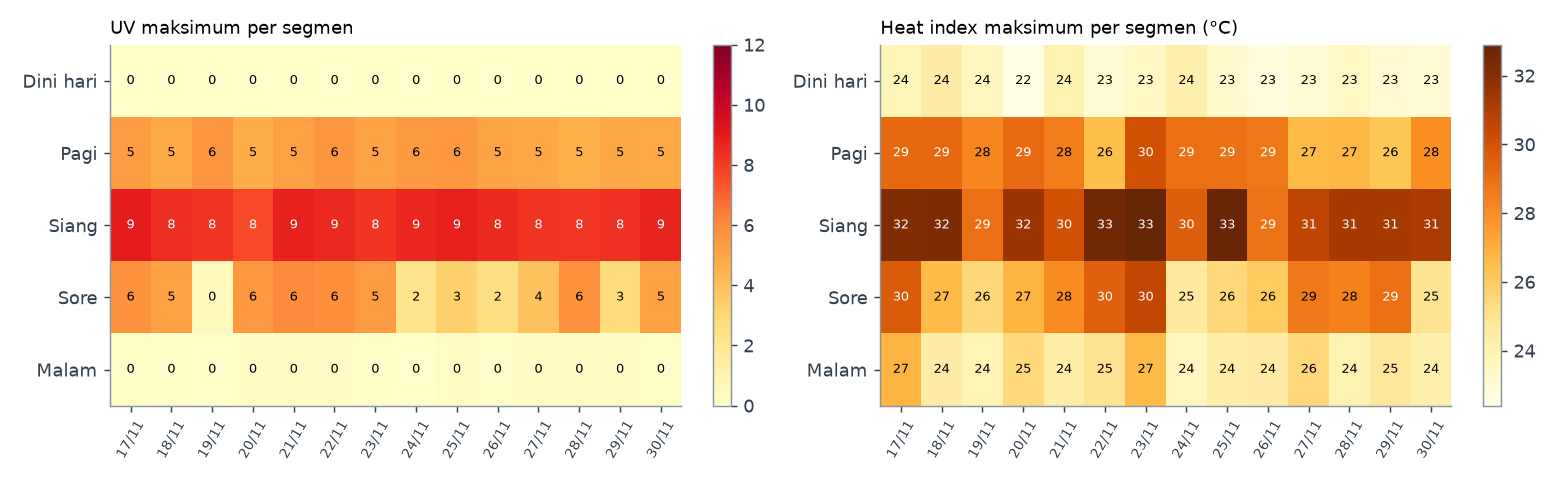 UV maksimum per segmen
Dini hari 0 0 0 0 0 0 0 0 0 0 0 0 0 0
Pagi 5 5 6 5 5 6 5 6 6 5 5 5 5 5
Siang 9 8 8 8 9 9 8 9 9 8 8 8 8 9
Sore 6 5 0 6 6 6 5 2 3 2 4 6 3 5
Malam 0 0 0 0 0 0 0 0 0 0 0 0 0 0
17/11 18/11 19/11 20/11 21/11 22/11 23/11 24/11 25/11 26/11 27/11 28/11 29/11 30/11
12
10
8
6
4
2
0
Heat index maksimum per segmen (°C)
Dini hari 24 24 24 22 24 23 23 24 23 23 23 23 23 23
Pagi 29 29 28 29 28 26 30 29 29 29 27 27 26 28
Siang 32 32 29 32 30 33 33 30 33 29 31 31 31 31
Sore 30 27 26 27 28 30 30 25 26 26 29 28 29 25
Malam 27 24 24 25 24 25 27 24 24 24 26 24 25 24
17/11 18/11 19/11 20/11 21/11 22/11 23/11 24/11 25/11 26/11 27/11 28/11 29/11 30/11
32
30
28
26
24